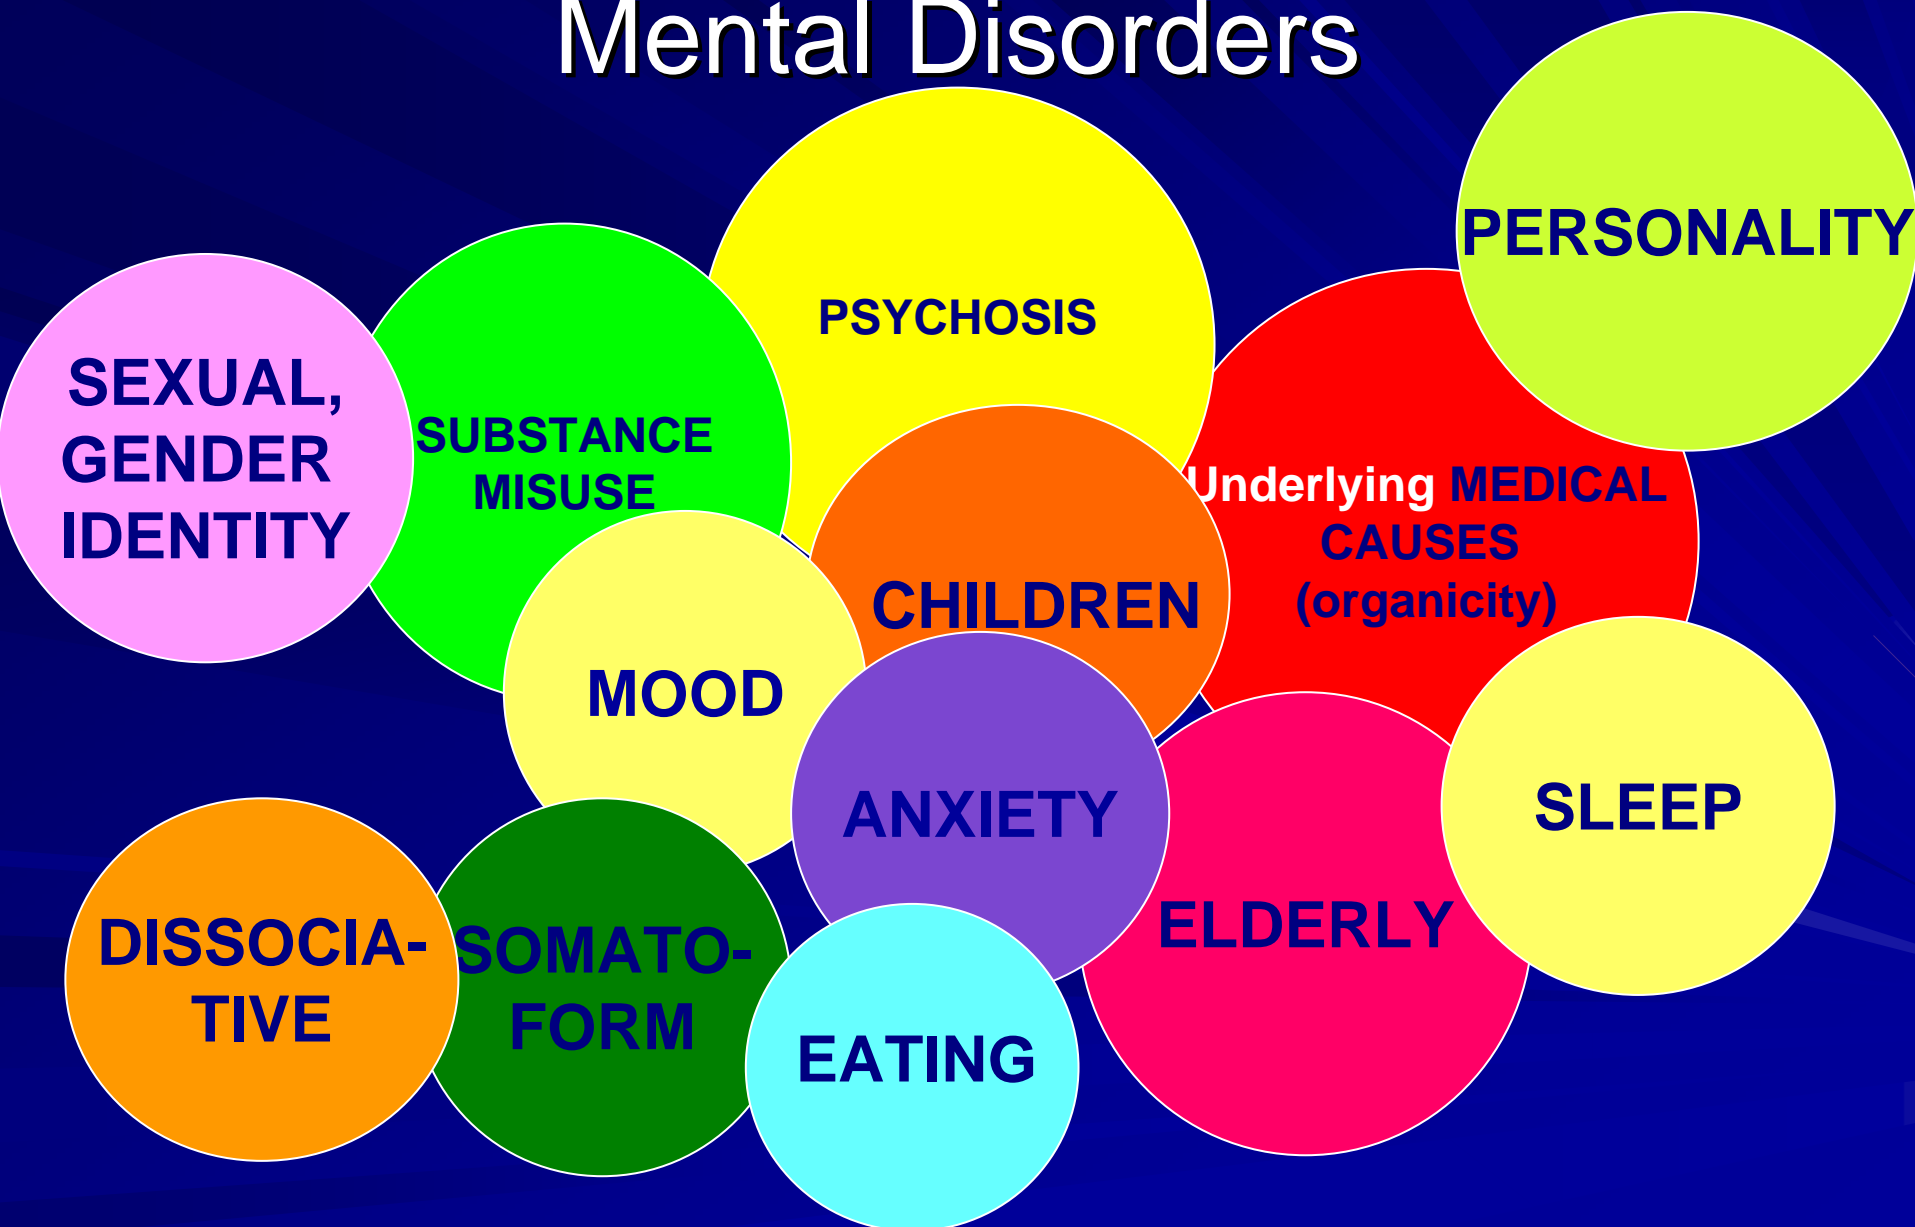 Mental Disorders
PERSONALITY
PSYCHOSIS
SEXUAL,
GENDER
IDENTITY
SUBSTANCE
MISUSE
Underlying MEDICAL
CAUSES
(organicity)
CHILDREN
MOOD
ANXIETY
SLEEP
ELDERLY
DISSOCIA-
TIVE
SOMATO-
FORM
EATING